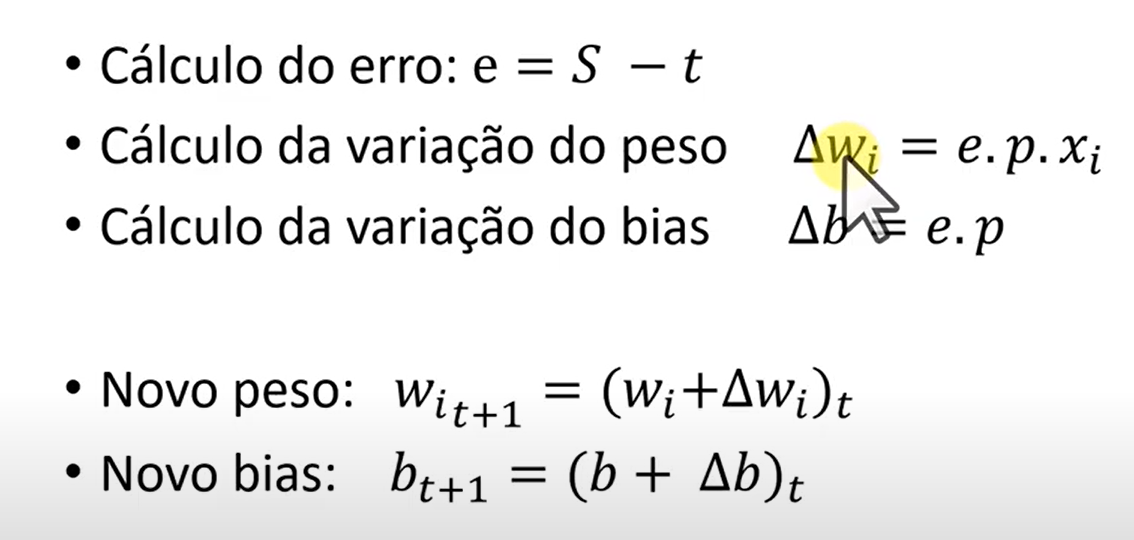 • Cálculo do erro: e = S − t
• Cálculo da variação do peso Δwᵢ = e.p.xᵢ
• Cálculo da variação do bias Δb = e.p
• Novo peso: wᵢₜ₊₁ = (wᵢ+Δwᵢ)ₜ
• Novo bias: bₜ₊₁ = (b + Δb)ₜ